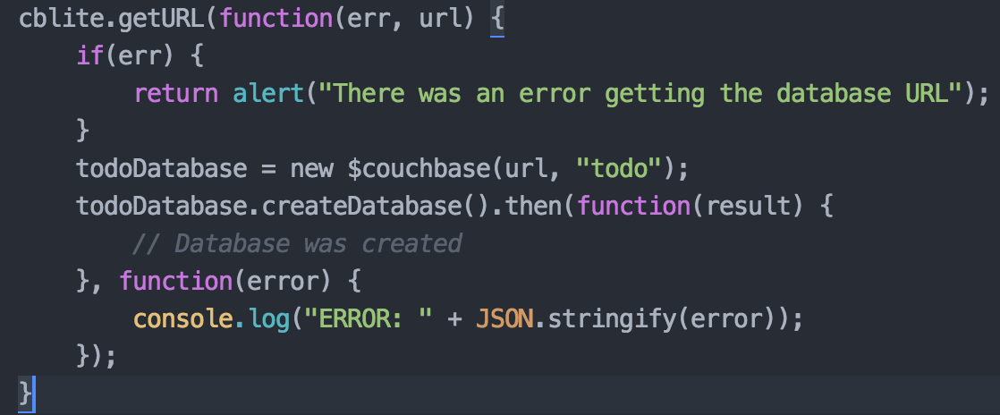 cblite.getURL(function(err, url) {
    if(err) {
        return alert("There was an error getting the database URL");
    }
    todoDatabase = new $couchbase(url, "todo");
    todoDatabase.createDatabase().then(function(result) {
        // Database was created
    }, function(error) {
        console.log("ERROR: " + JSON.stringify(error));
    });
}